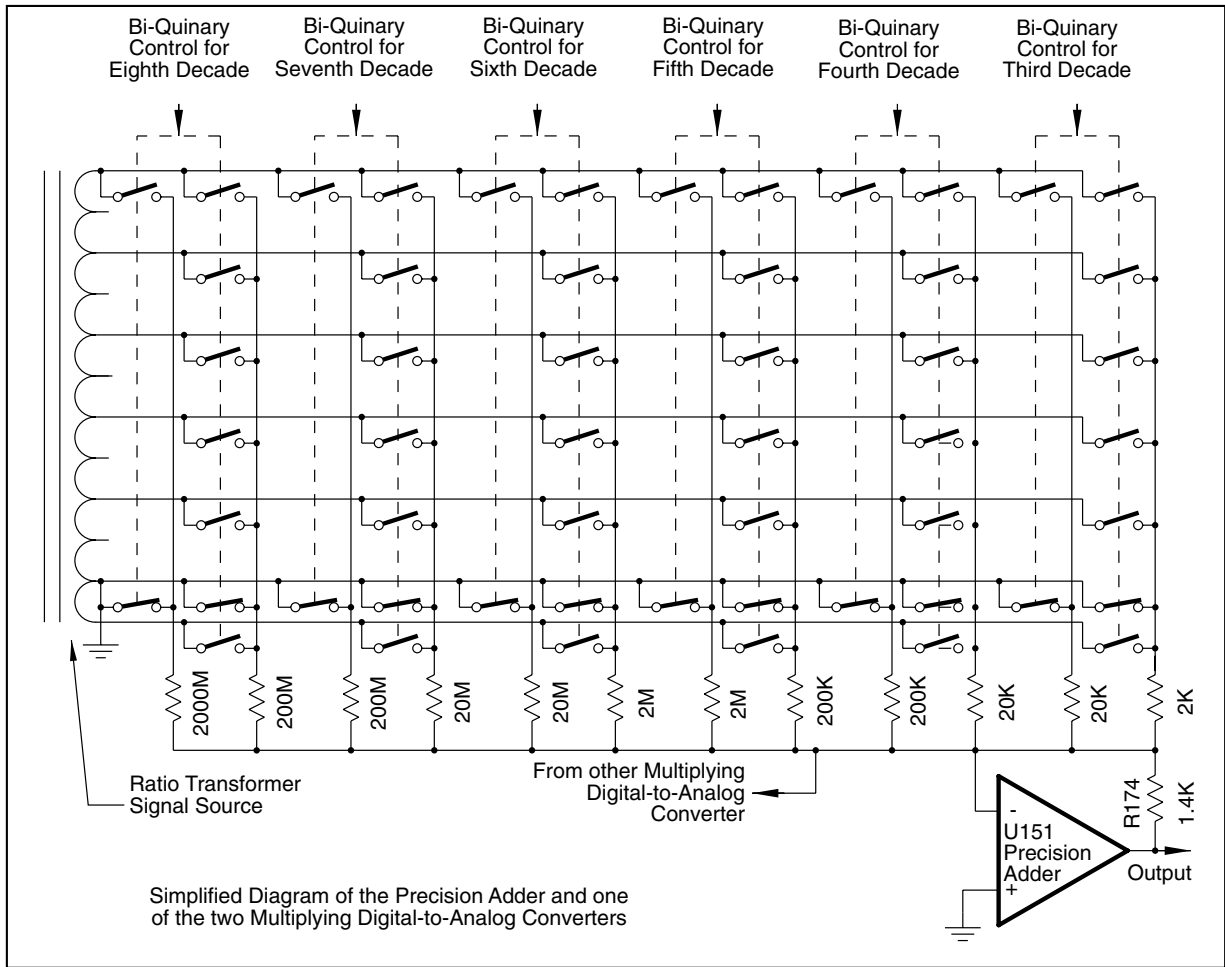 Bi-Quinary
Control for
Eighth Decade
Bi-Quinary
Control for
Seventh Decade
Bi-Quinary
Control for
Sixth Decade
Bi-Quinary
Control for
Fifth Decade
Bi-Quinary
Control for
Fourth Decade
Bi-Quinary
Control for
Third Decade
2000M
200M
200M
20M
20M
2M
2M
200K
200K
20K
20K
2K
Ratio Transformer
Signal Source
From other Multiplying
Digital-to-Analog
Converter
R174
1.4K
-
U151
Precision
Adder
+
Output
Simplified Diagram of the Precision Adder and one
of the two Multiplying Digital-to-Analog Converters